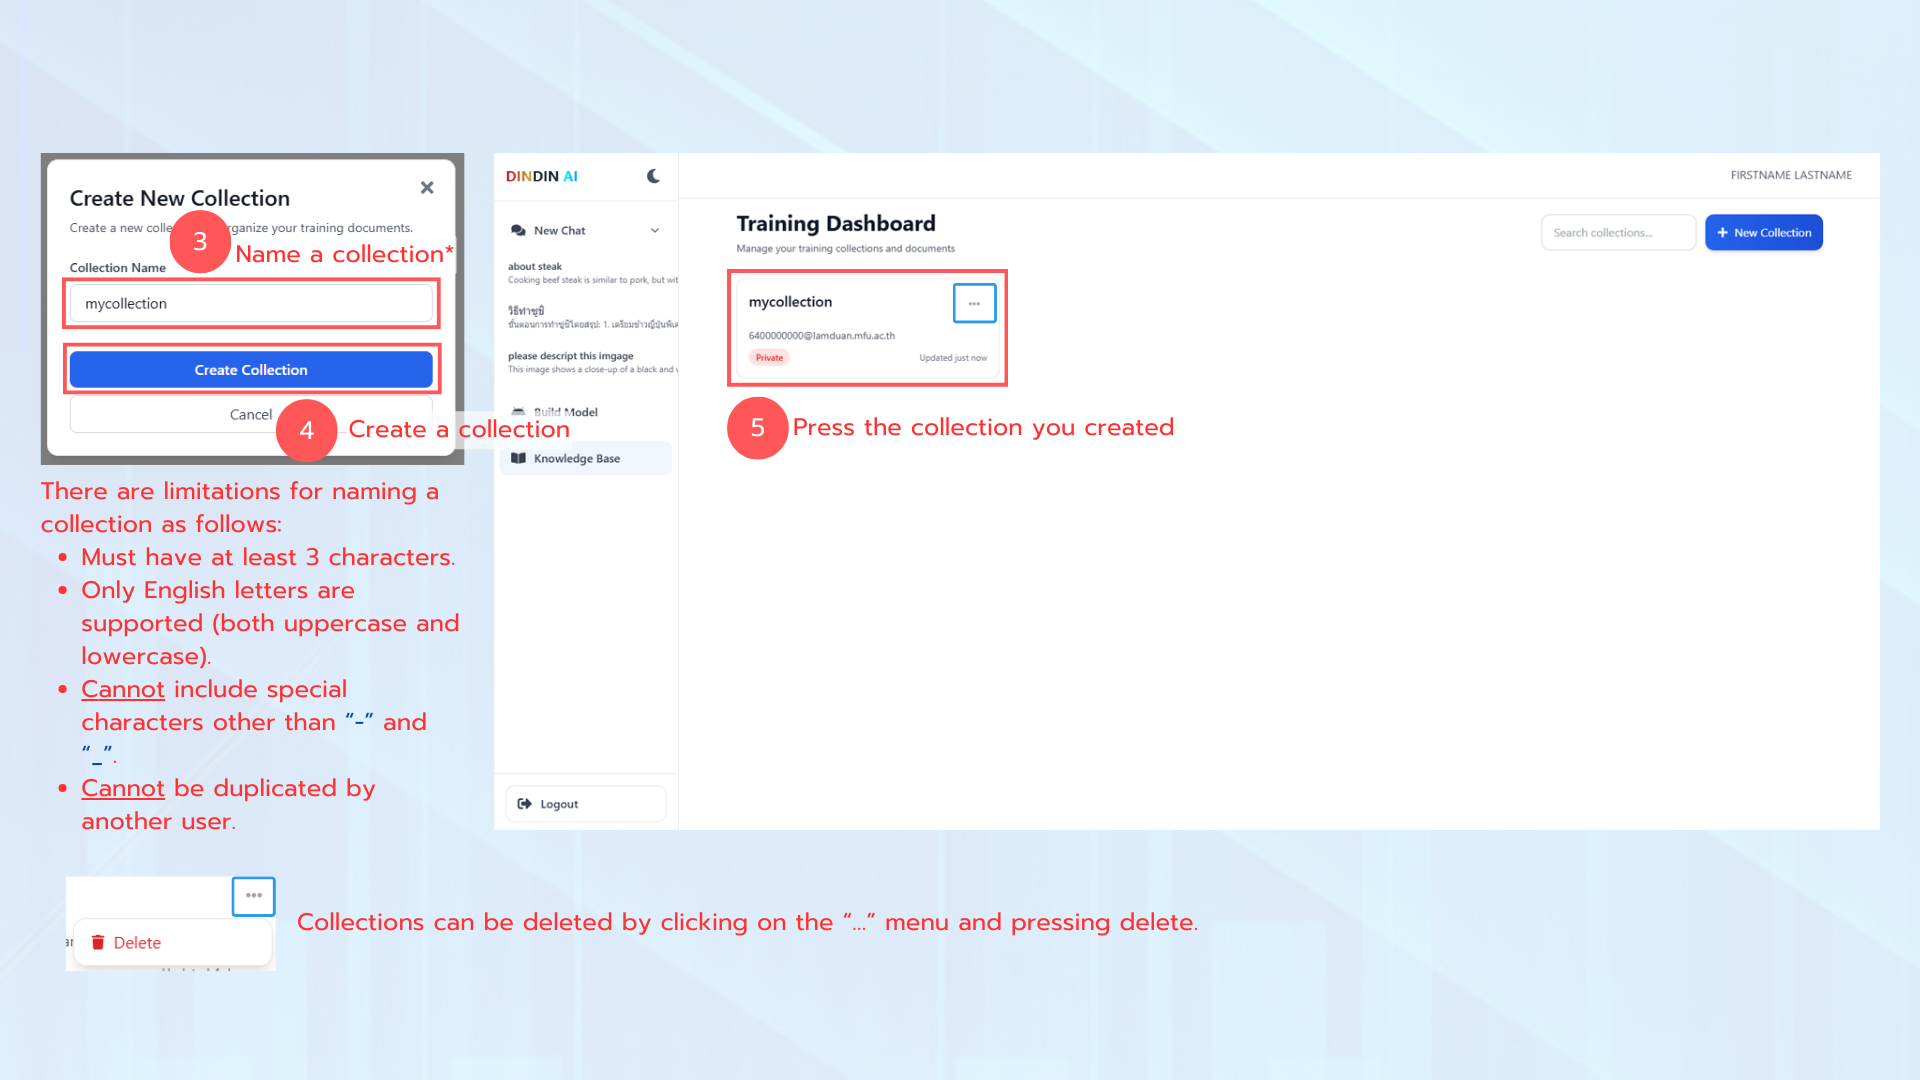 Create New Collection
Create a new colle rganize your training documents.
3
Name a collection*
Collection Name
mycollection
Create Collection
Cancel
4
Create a collection
There are limitations for naming a
collection as follows:
Must have at least 3 characters.
Only English letters are
supported (both uppercase and
lowercase).
Cannot include special
characters other than “-” and
“_”.
Cannot be duplicated by
another user.
DINDIN AI
New Chat
about steak
Cooking beef steak is similar to pork, but wit
วิธีทำซูชิ
ขั้นตอนการทำซูชิโดยสรุป: 1. เตรียมข้าวญี่ปุ่นพิเศ
please descript this imgage
This image shows a close-up of a black and
Build Model
Knowledge Base
Logout
FIRSTNAME LASTNAME
Training Dashboard
Manage your training collections and documents
Search collections...
+ New Collection
mycollection
...
6400000000@lamduan.mfu.ac.th
Private
Updated just now
5
Press the collection you created
...
Delete
Collections can be deleted by clicking on the “...” menu and pressing delete.